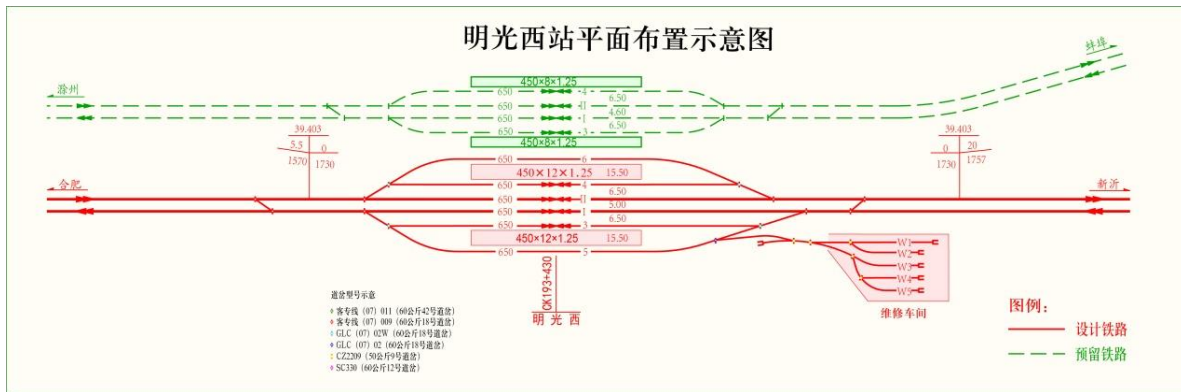 明光西站平面布置示意图
蚌埠
滁州
450×8×1.25
650 4
6.50
650 II
4.60
650 I
6.50
650 3
450×8×1.25
39.403
5.5 0
1570 1730
39.403
0 20
1730 1757
650 6
450×12×1.25 15.50
合肥
新沂
650 4
6.50
650 II
5.00
650 I
6.50
650 3
450×12×1.25 15.50
650 5
W1
W2
W3
W4
W5
维修车间
CK193+430
明光西
道岔型号示意
客专线（07）011（60公斤42号道岔）
客专线（07）009（60公斤18号道岔）
GLC（07）02W（60公斤18号道岔）
GLC（07）02（60公斤18号道岔）
CZ2209（50公斤9号道岔）
SC330（60公斤12号道岔）
图例：
设计铁路
预留铁路